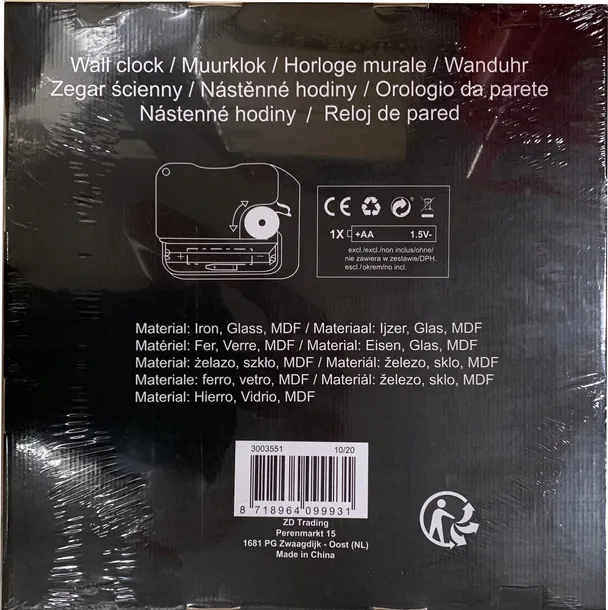 Wall clock / Muurklok / Horloge murale / Wanduhr
Zegar ścienny / Nástěnné hodiny / Orologio da parete
Nástenné hodiny / Reloj de pared
CE
1X +AA 1.5V-
excl./excl./non inclus/ohne/
nie zawiera w zestawie/DPH.
escl./okrem/no incl.
Material: Iron, Glass, MDF / Materiaal: Ijzer, Glas, MDF
Matériel: Fer, Verre, MDF / Material: Eisen, Glas, MDF
Materiał: żelazo, szkło, MDF / Materiál: železo, sklo, MDF
Materiale: ferro, vetro, MDF / Materiál: železo, sklo, MDF
Material: Hierro, Vidrio, MDF
3003551 10/20
8 718964 099931
ZD Trading
Perenmarkt 15
1681 PG Zwaagdijk - Oost (NL)
Made in China